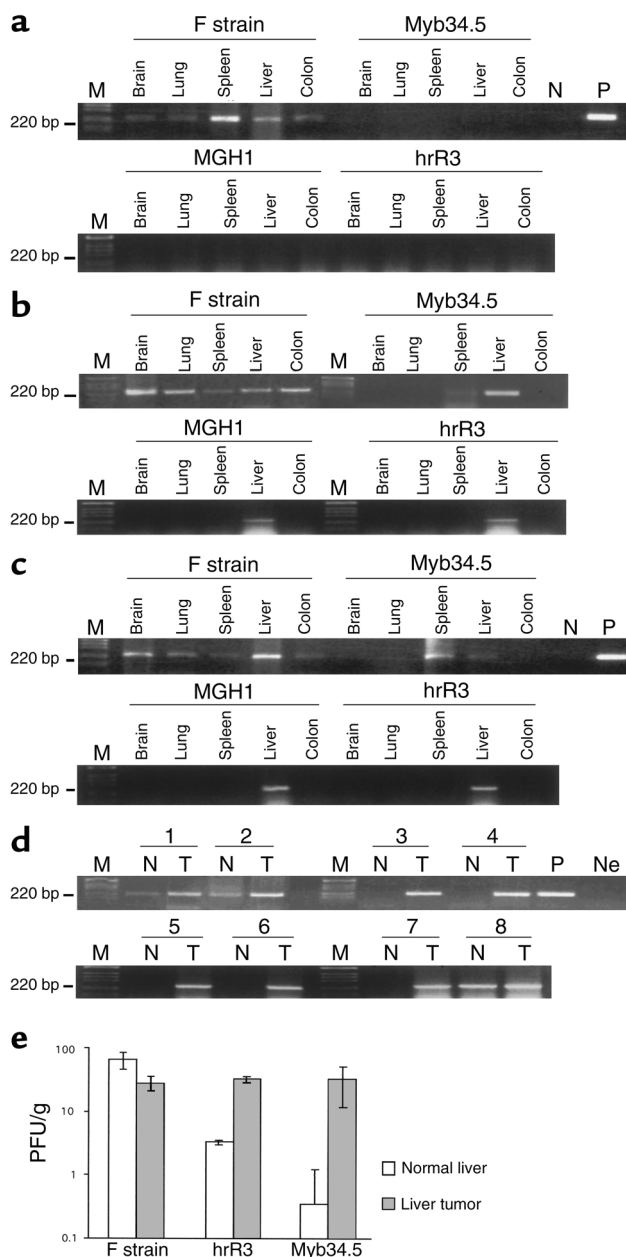 a
F strain Myb34.5
M Brain Lung Spleen Liver Colon Brain Lung Spleen Liver Colon N P
220 bp
MGH1 hrR3
M Brain Lung Spleen Liver Colon Brain Lung Spleen Liver Colon
220 bp
b
F strain Myb34.5
M Brain Lung Spleen Liver Colon M Brain Lung Spleen Liver Colon
220 bp
MGH1 hrR3
M Brain Lung Spleen Liver Colon M Brain Lung Spleen Liver Colon
220 bp
c
F strain Myb34.5
M Brain Lung Spleen Liver Colon Brain Lung Spleen Liver Colon N P
220 bp
MGH1 hrR3
M Brain Lung Spleen Liver Colon Brain Lung Spleen Liver Colon
220 bp
d
1 2 3 4
M N T N T M N T N T P Ne
220 bp
5 6 7 8
M N T N T M N T N T
220 bp
e
PFU/g
100
10
1
0.1
F strain hrR3 Myb34.5
Normal liver
Liver tumor